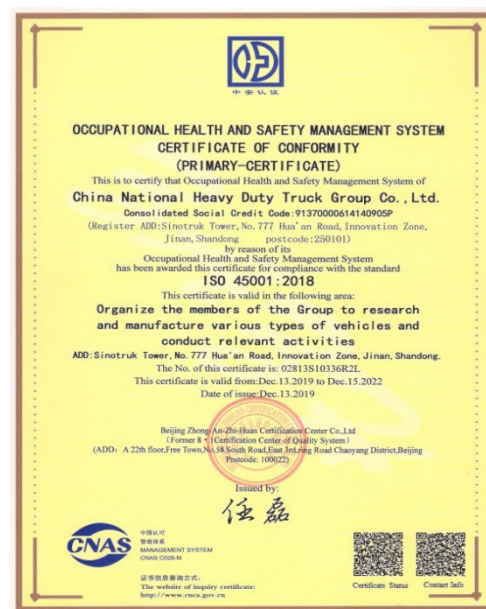 中安认证
OCCUPATIONAL HEALTH AND SAFETY MANAGEMENT SYSTEM
CERTIFICATE OF CONFORMITY
(PRIMARY-CERTIFICATE)
This is to certify that Occupational Health and Safety Management System of
China National Heavy Duty Truck Group Co.,Ltd.
Consolidated Social Credit Code:91370000614140905P
(Register ADD:Sinotruk Tower,No.777 Hua'an Road,Innovation Zone,
Jinan,Shandong postcode:250101)
by reason of its
Occupational Health and Safety Management System
has been awarded this certificate for compliance with the standard
ISO 45001:2018
This certificate is valid in the following area:
Organize the members of the Group to research
and manufacture various types of vehicles and
conduct relevant activities
ADD:Sinotruk Tower,No.777 Hua'an Road,Innovation Zone,Jinan,Shandong.
The No. of this certificate is: 02813S10336R2L
This certificate is valid from:Dec.13.2019 to Dec.15.2022
Date of issue:Dec.13.2019
Beijing Zhong-An-Zhi-Huan Certification Center Co.,Ltd
(Former 8·1Certification Center of Quality System)
(ADD: A 22th floor,Free Town,No.58,South Road,East 3rd,ring Road Chaoyang District,Beijing
Postcode: 100022)
Issued by:
任磊
CNAS
中国认可
管理体系
MANAGEMENT SYSTEM
CNAS C028-M
证书信息查询方式:
The website of inquiry certificate:
http://www.cnca.gov.cn
Certificate Status
Contact Info